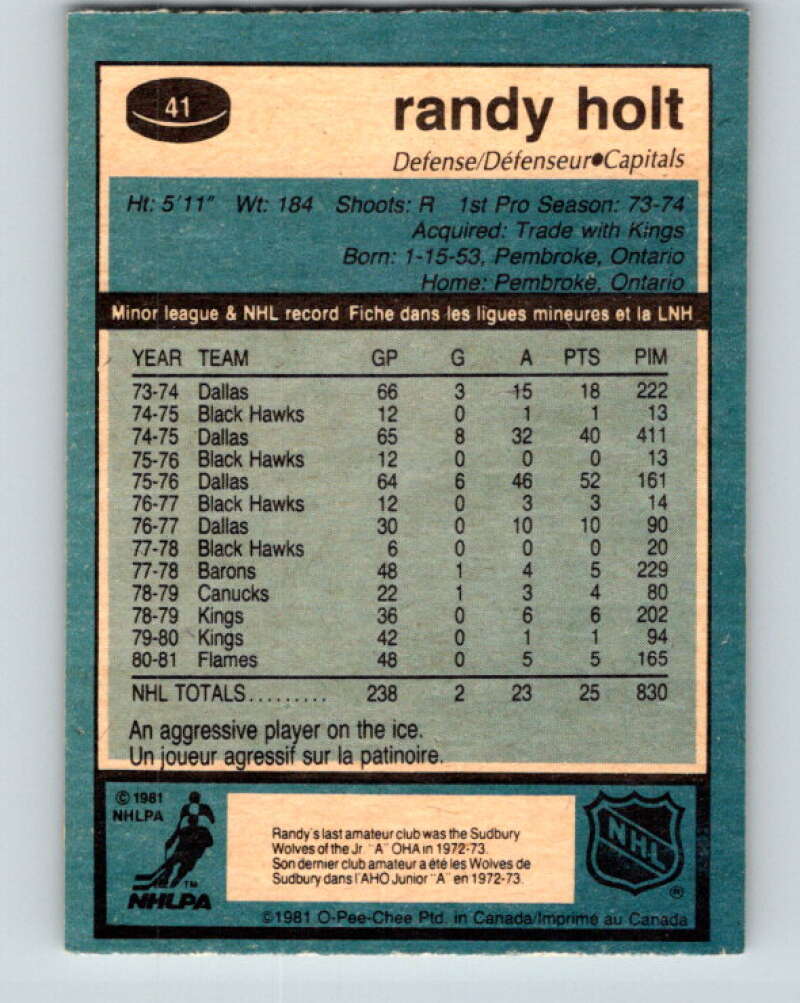 41
randy holt
Defense/Défenseur●Capitals
Ht: 5'11" Wt: 184 Shoots: R 1st Pro Season: 73-74
Acquired: Trade with Kings
Born: 1-15-53, Pembroke, Ontario
Home: Pembroke, Ontario
Minor league & NHL record Fiche dans les ligues mineures et la LNH
YEAR TEAM GP G A PTS PIM
73-74 Dallas 66 3 15 18 222
74-75 Black Hawks 12 0 1 1 13
74-75 Dallas 65 8 32 40 411
75-76 Black Hawks 12 0 0 0 13
75-76 Dallas 64 6 46 52 161
76-77 Black Hawks 12 0 3 3 14
76-77 Dallas 30 0 10 10 90
77-78 Black Hawks 6 0 0 0 20
77-78 Barons 48 1 4 5 229
78-79 Canucks 22 1 3 4 80
78-79 Kings 36 0 6 6 202
79-80 Kings 42 0 1 1 94
80-81 Flames 48 0 5 5 165
NHL TOTALS......... 238 2 23 25 830
An aggressive player on the ice.
Un joueur agressif sur la patinoire.
© 1981
NHLPA
TM
NHLPA
Randy's last amateur club was the Sudbury
Wolves of the Jr. "A" OHA in 1972-73.
Son dernier club amateur a été les Wolves de
Sudbury dans l'AHO Junior "A" en 1972-73.
NHL
®
©1981 O-Pee-Chee Ptd. in Canada/Imprimé au Canada